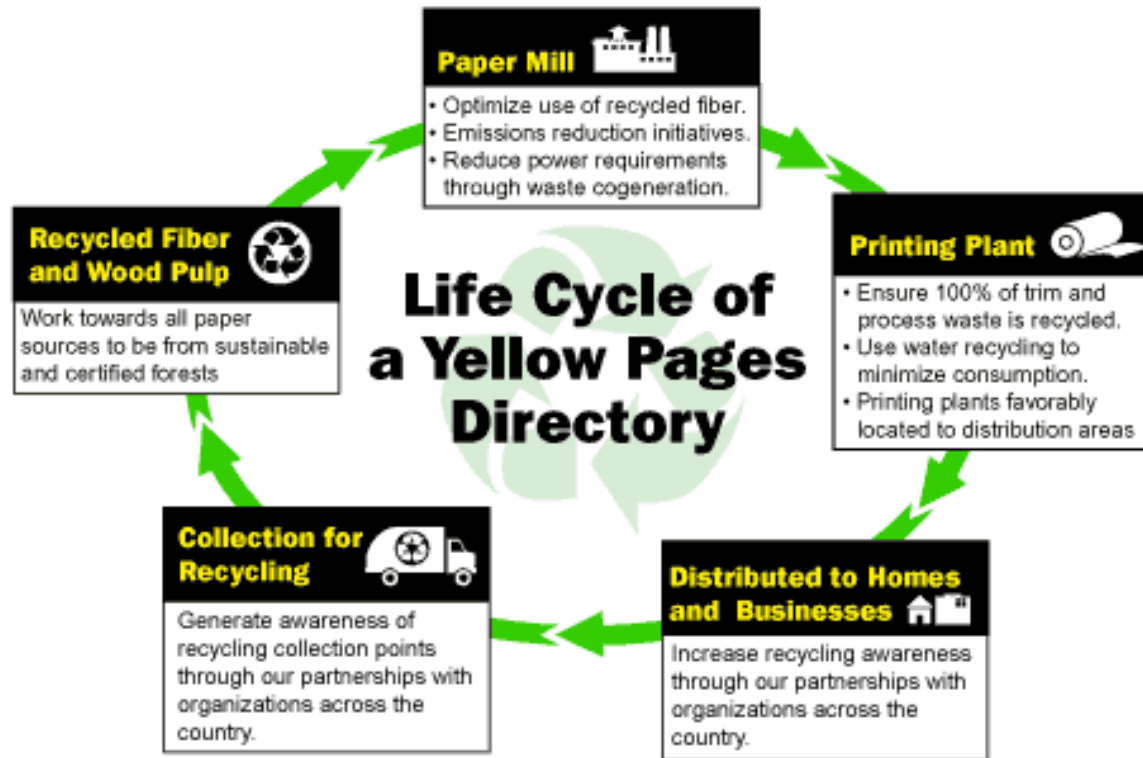 Paper Mill
• Optimize use of recycled fiber.
• Emissions reduction initiatives.
• Reduce power requirements
through waste cogeneration.
Printing Plant
• Ensure 100% of trim and
process waste is recycled.
• Use water recycling to
minimize consumption.
• Printing plants favorably
located to distribution areas
Distributed to Homes
and Businesses
Increase recycling awareness
through our partnerships with
organizations across the
country.
Collection for
Recycling
Generate awareness of
recycling collection points
through our partnerships with
organizations across the
country.
Recycled Fiber
and Wood Pulp
Work towards all paper
sources to be from sustainable
and certified forests
Life Cycle of
a Yellow Pages
Directory